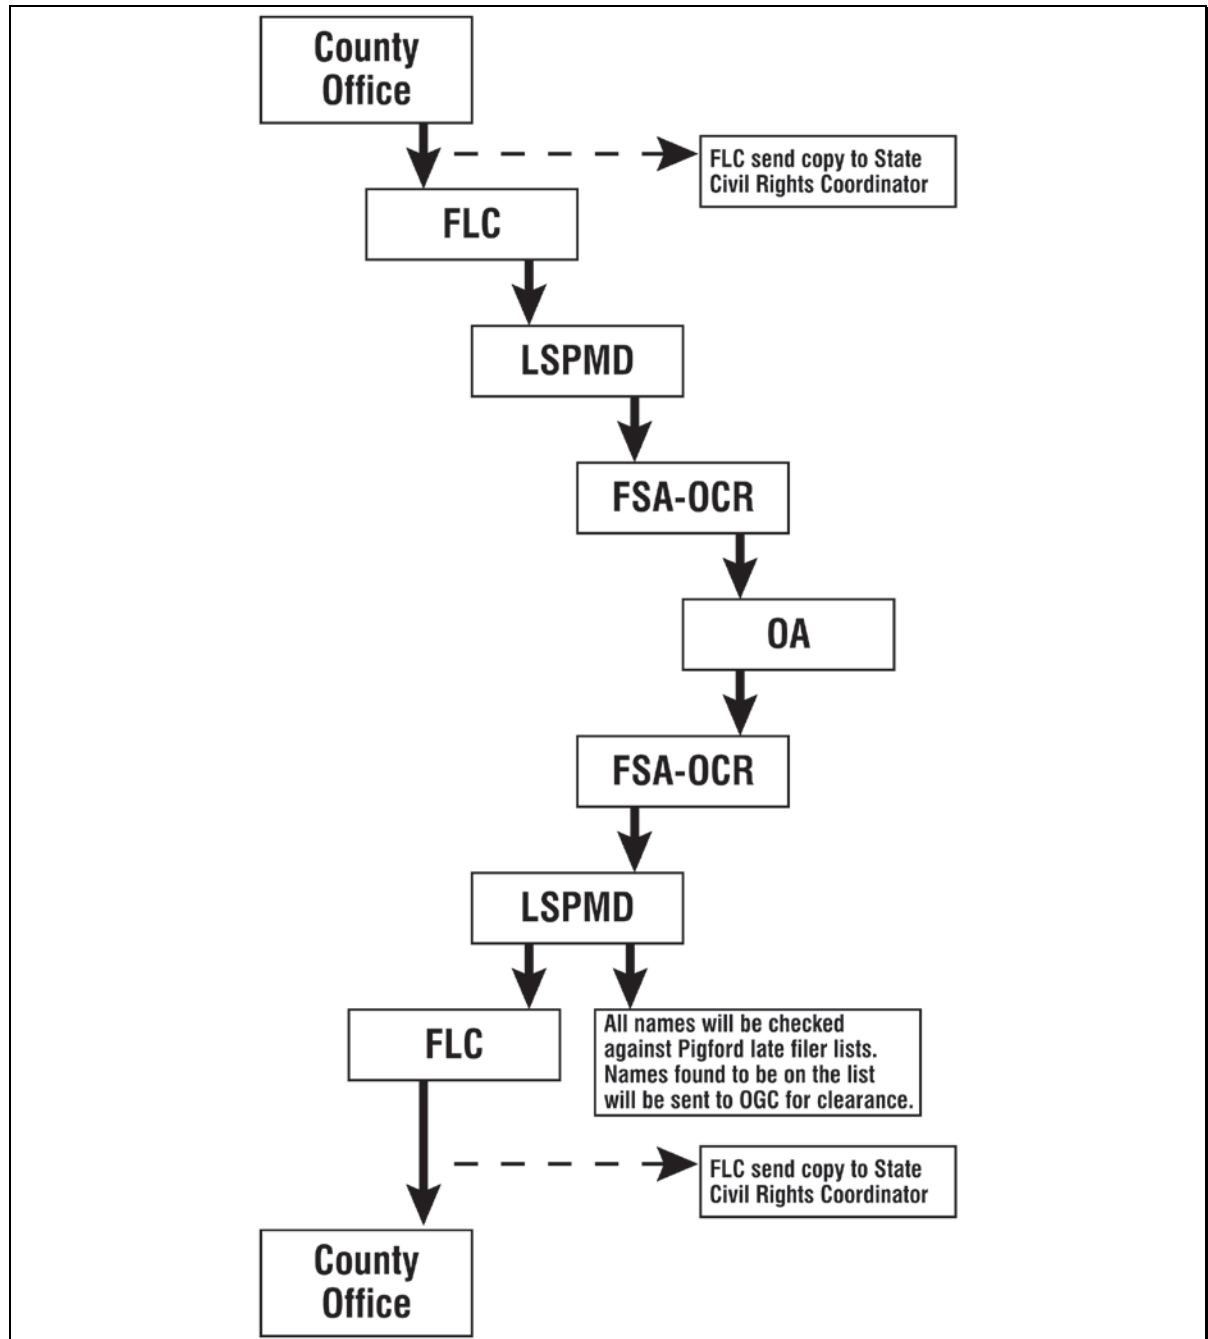 County
Office
FLC send copy to State
Civil Rights Coordinator
FLC
LSPMD
FSA-OCR
OA
FSA-OCR
LSPMD
FLC
All names will be checked
against Pigford late filer lists.
Names found to be on the list
will be sent to OGC for clearance.
FLC send copy to State
Civil Rights Coordinator
County
Office